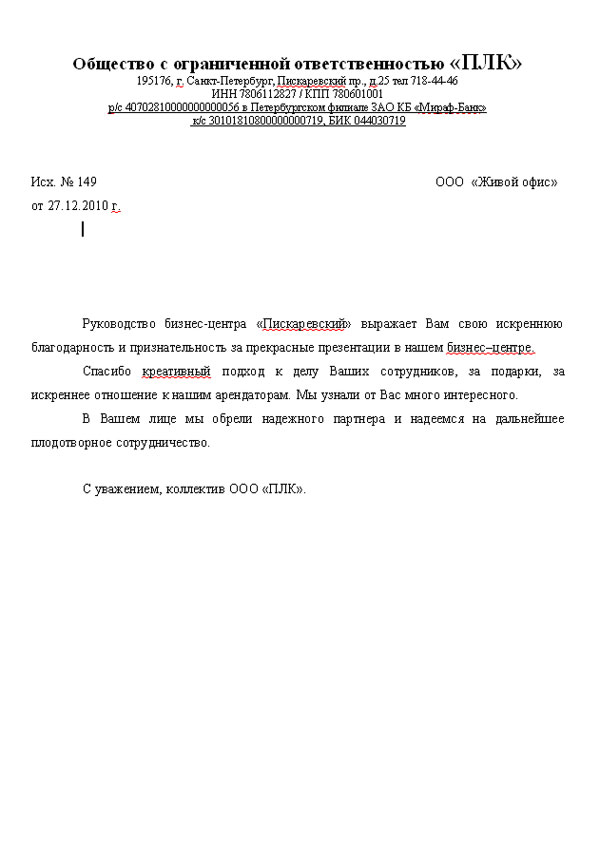 Общество с ограниченной ответственностью «ПЛК»
195176, г. Санкт-Петербург, Пискаревский пр., д.25 тел 718-44-46
ИНН 7806112827 / КПП 780601001
р/с 40702810000000000056 в Петербургском филиале ЗАО КБ «Мираф-Банк»
к/с 30101810800000000719, БИК 044030719
Исх. № 149 ООО «Живой офис»
от 27.12.2010 г.
Руководство бизнес-центра «Пискаревский» выражает Вам свою искреннюю
благодарность и признательность за прекрасные презентации в нашем бизнес–центре.
Спасибо креативный подход к делу Ваших сотрудников, за подарки, за
искреннее отношение к нашим арендаторам. Мы узнали от Вас много интересного.
В Вашем лице мы обрели надежного партнера и надеемся на дальнейшее
плодотворное сотрудничество.
С уважением, коллектив ООО «ПЛК».